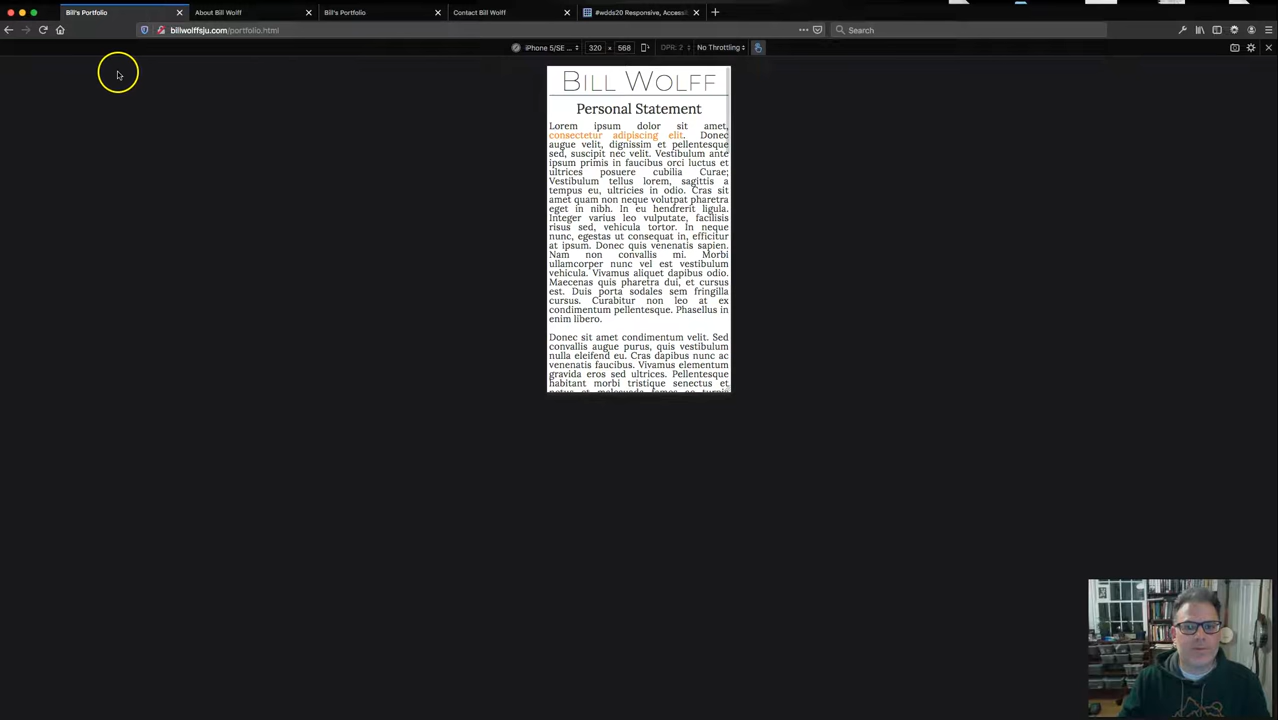 Bill's Portfolio
About Bill Wolff
Bill's Portfolio
Contact Bill Wolff
#wdds20 Responsive, Accessi
billwolffsju.com/portfolio.html
Search
iPhone 5/SE ...
320 × 568
OPR: 2
No Throttling
BILL WOLFF
Personal Statement
Lorem ipsum dolor sit amet,
consectetur adipiscing elit. Donec
augue velit, dignissim et pellentesque
sed, suscipit nec velit. Vestibulum ante
ipsum primis in faucibus orci luctus et
ultrices posuere cubilia Curae;
Vestibulum tellus lorem, sagittis a
tempus eu, ultricies in odio. Cras sit
amet quam non neque volutpat pharetra
eget in nibh. In eu hendrerit ligula.
Integer varius leo vulputate, facilisis
risus sed, vehicula tortor. In neque
nunc, egestas ut consequat in, efficitur
at ipsum. Donec quis venenatis sapien.
Nam non convallis mi. Morbi
ullamcorper nunc vel est vestibulum
vehicula. Vivamus aliquet dapibus odio.
Maecenas quis pharetra dui, et cursus
est. Duis porta sodales sem fringilla
cursus. Curabitur non leo at ex
condimentum pellentesque. Phasellus in
enim libero.
Donec sit amet condimentum velit. Sed
convallis augue purus, quis vestibulum
nulla eleifend eu. Cras dapibus nunc ac
venenatis faucibus. Vivamus elementum
gravida eros sed ultrices. Pellentesque
habitant morbi tristique senectus et